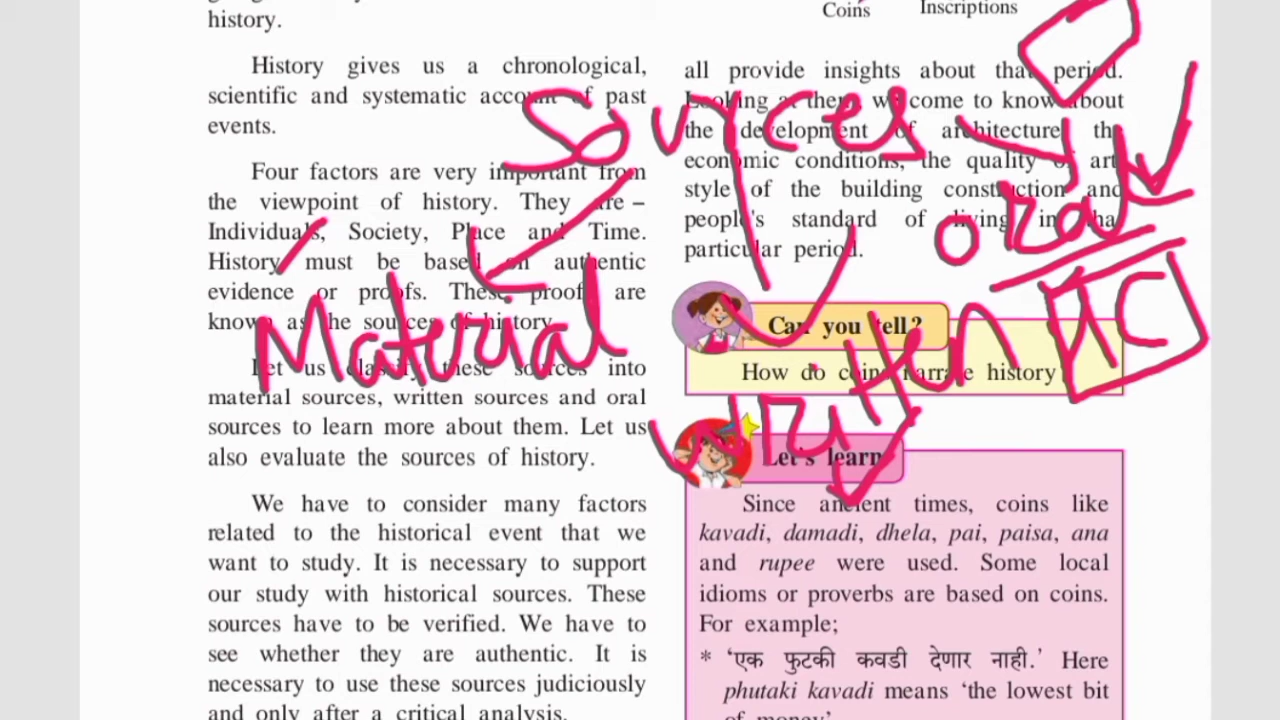 history.
History gives us a chronological,
scientific and systematic account of past
events.
Four factors are very important from
the viewpoint of history. They are –
Individuals, Society, Place and Time.
History must be based on authentic
evidence or proofs. These proofs are
known as the sources of history.
Let us classify these sources into
material sources, written sources and oral
sources to learn more about them. Let us
also evaluate the sources of history.
We have to consider many factors
related to the historical event that we
want to study. It is necessary to support
our study with historical sources. These
sources have to be verified. We have to
see whether they are authentic. It is
necessary to use these sources judiciously
and only after a critical analysis.
Coins Inscriptions
all provide insights about that period.
Looking at them, we come to know about
the development of architecture, the
economic conditions, the quality of art,
style of the building construction and
people's standard of living in that
particular period.
Can you tell?
How do coins narrate history
Let's learn
Since ancient times, coins like
kavadi, damadi, dhela, pai, paisa, ana
and rupee were used. Some local
idioms or proverbs are based on coins.
For example;
* ‘एक फुटकी कवडी देणार नाही.’ Here
phutaki kavadi means ‘the lowest bit
of money’
Sources
Material
oral
written